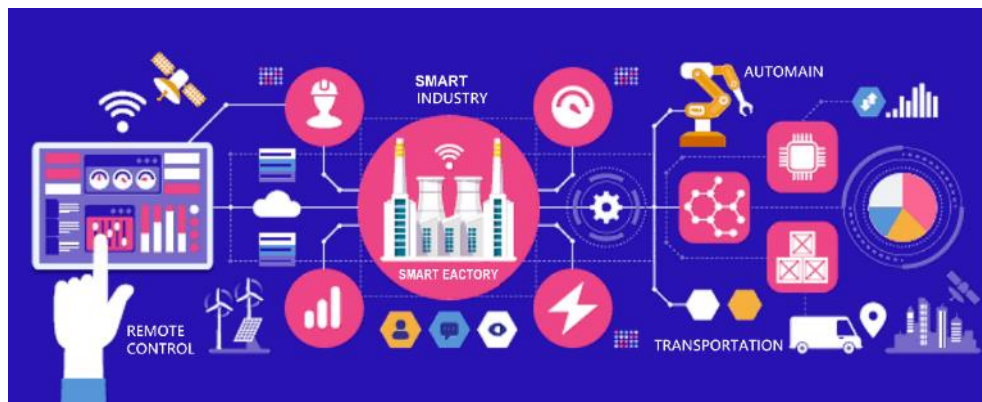 SMART
INDUSTRY
AUTOMAIN
SMART EACTORY
REMOTE
CONTROL
TRANSPORTATION